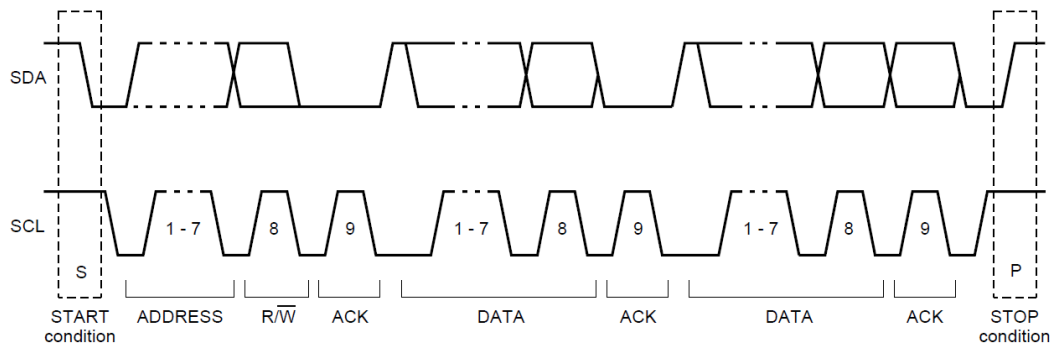 SDA
SCL
1 - 7
8
9
1 - 7
8
9
1 - 7
8
9
S
P
START
condition
ADDRESS
R/W̅
ACK
DATA
ACK
DATA
ACK
STOP
condition